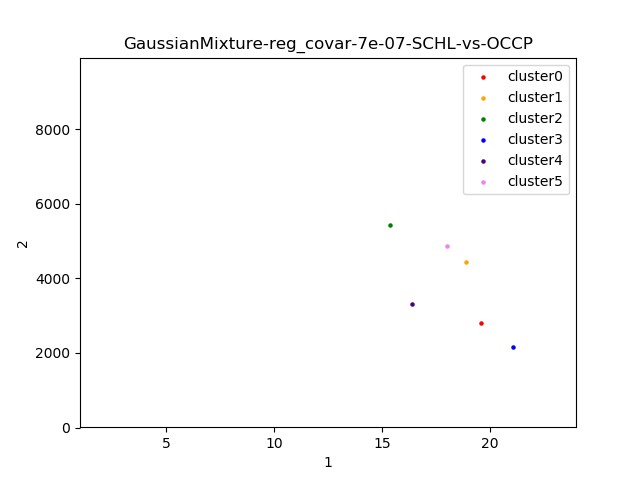 GaussianMixture-reg_covar-7e-07-SCHL-vs-OCCP
cluster0
cluster1
cluster2
cluster3
cluster4
cluster5
8000
6000
4000
2000
0
2
5
10
15
20
1